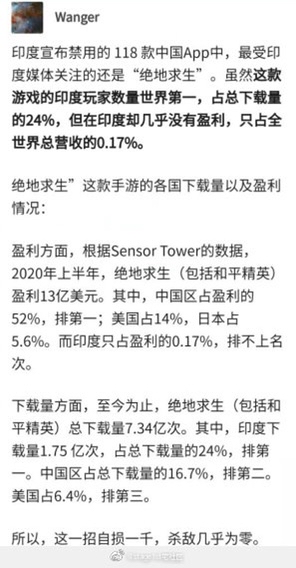 Wanger
印度宣布禁用的 118 款中国App中，最受印
度媒体关注的还是“绝地求生”。虽然这款
游戏的印度玩家数量世界第一，占总下载量
的24%，但在印度却几乎没有盈利，只占全
世界总营收的0.17%。
绝地求生”这款手游的各国下载量以及盈利
情况：
盈利方面，根据Sensor Tower的数据，
2020年上半年，绝地求生（包括和平精英）
盈利13亿美元。其中，中国区占盈利的
52%，排第一；美国占14%，日本占
5.6%。而印度只占盈利的0.17%，排不上名
次。
下载量方面，至今为止，绝地求生（包括和
平精英）总下载量7.34亿次。其中，印度下
载量1.75 亿次，占总下载量的24%，排第
一。中国区占总下载量的16.7%，排第二。
美国占6.4%，排第三。
所以，这一招自损一千，杀敌几乎为零。